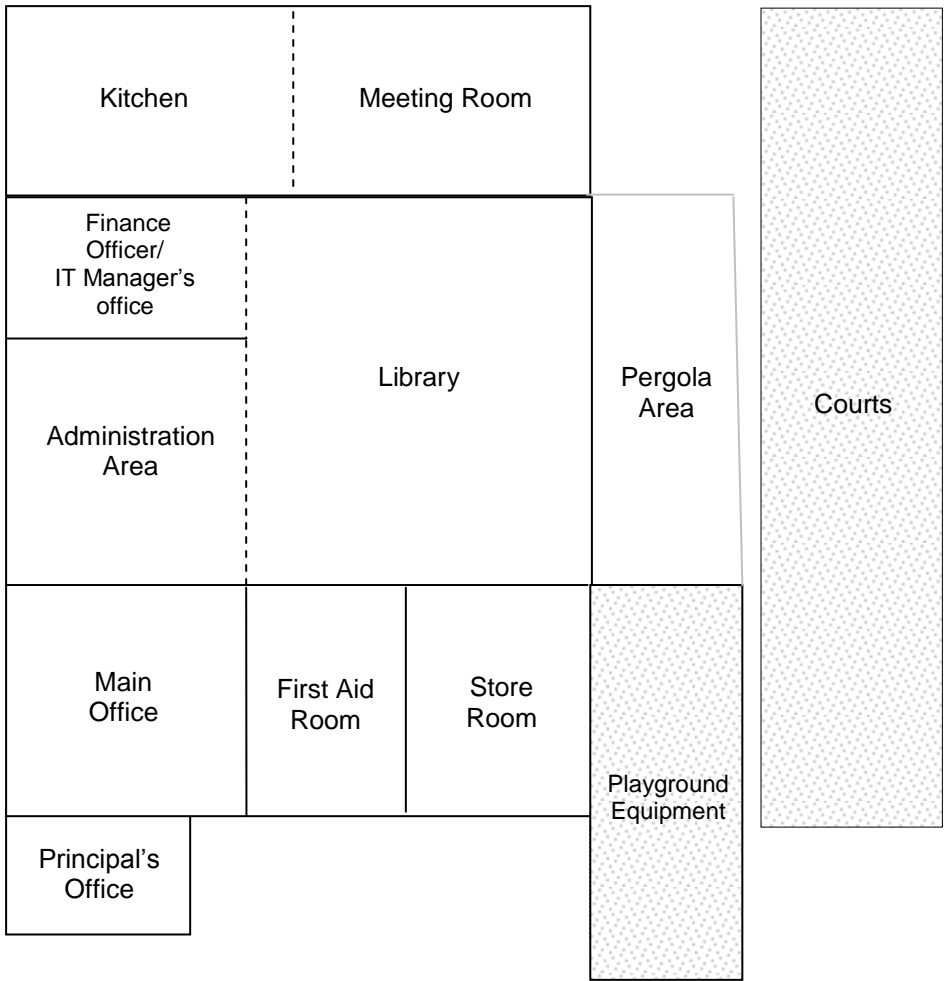 Kitchen
Meeting Room
Finance
Officer/
IT Manager’s
office
Library
Pergola
Area
Courts
Administration
Area
Main
Office
First Aid
Room
Store
Room
Playground
Equipment
Principal’s
Office